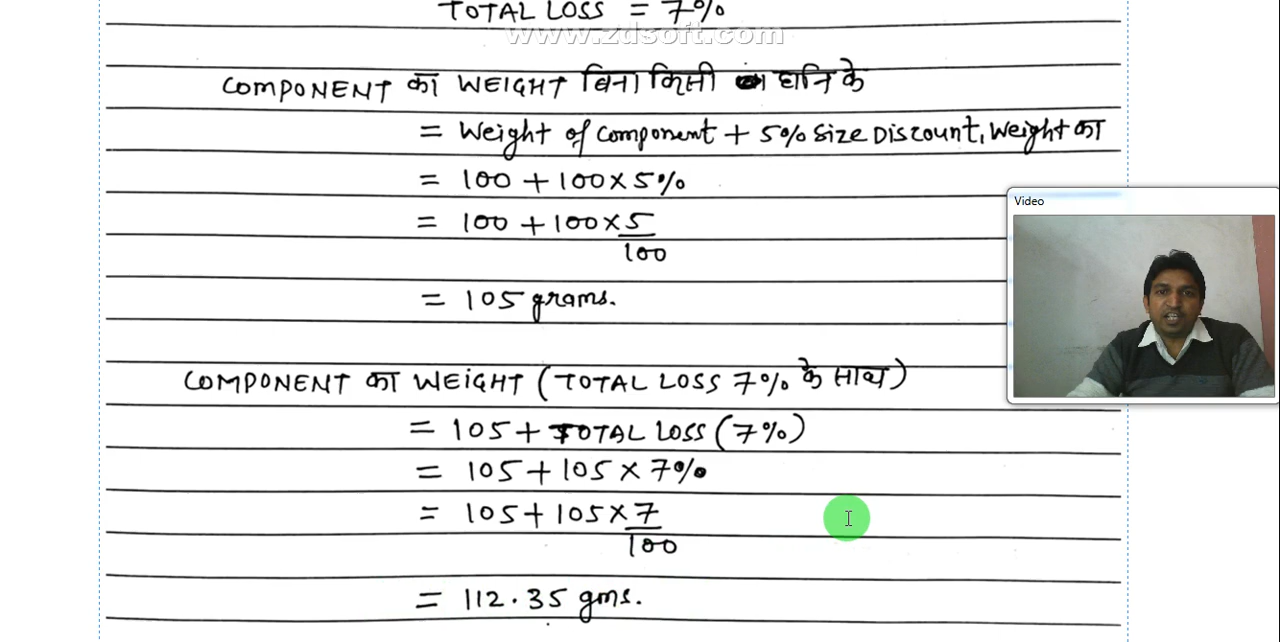 TOTAL LOSS = 7%
www.zdsoft.com
COMPONENT का WEIGHT बिना किसी हानि के
= Weight of component + 5% Size Discount, Weight का
= 100 + 100 × 5%
= 100 + 100 × 5
100
= 105 grams.
Video
COMPONENT का WEIGHT (TOTAL LOSS 7% के साथ)
= 105 + TOTAL LOSS (7%)
= 105 + 105 × 7%
= 105 + 105 × 7
100
= 112.35 gms.